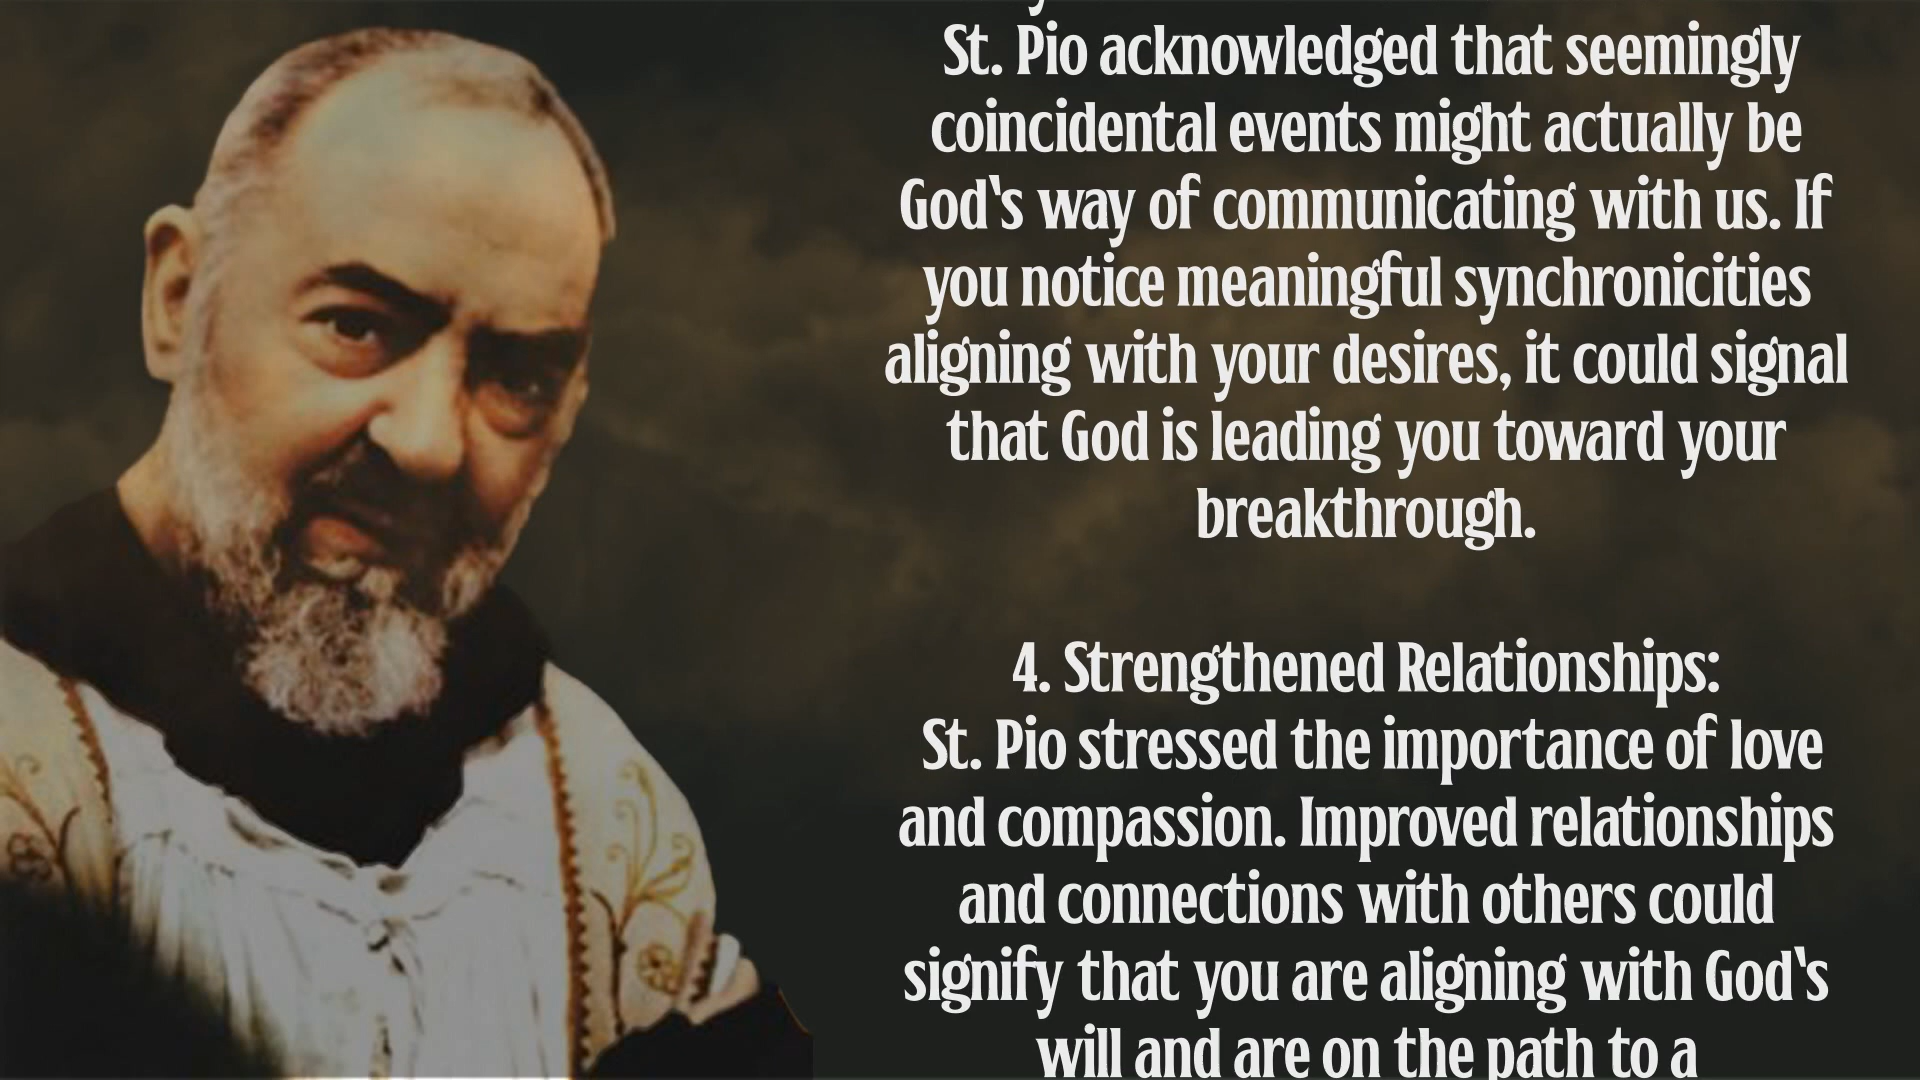 St. Pio acknowledged that seemingly
coincidental events might actually be
God's way of communicating with us. If
you notice meaningful synchronicities
aligning with your desires, it could signal
that God is leading you toward your
breakthrough.
4. Strengthened Relationships:
St. Pio stressed the importance of love
and compassion. Improved relationships
and connections with others could
signify that you are aligning with God's
will and are on the path to a